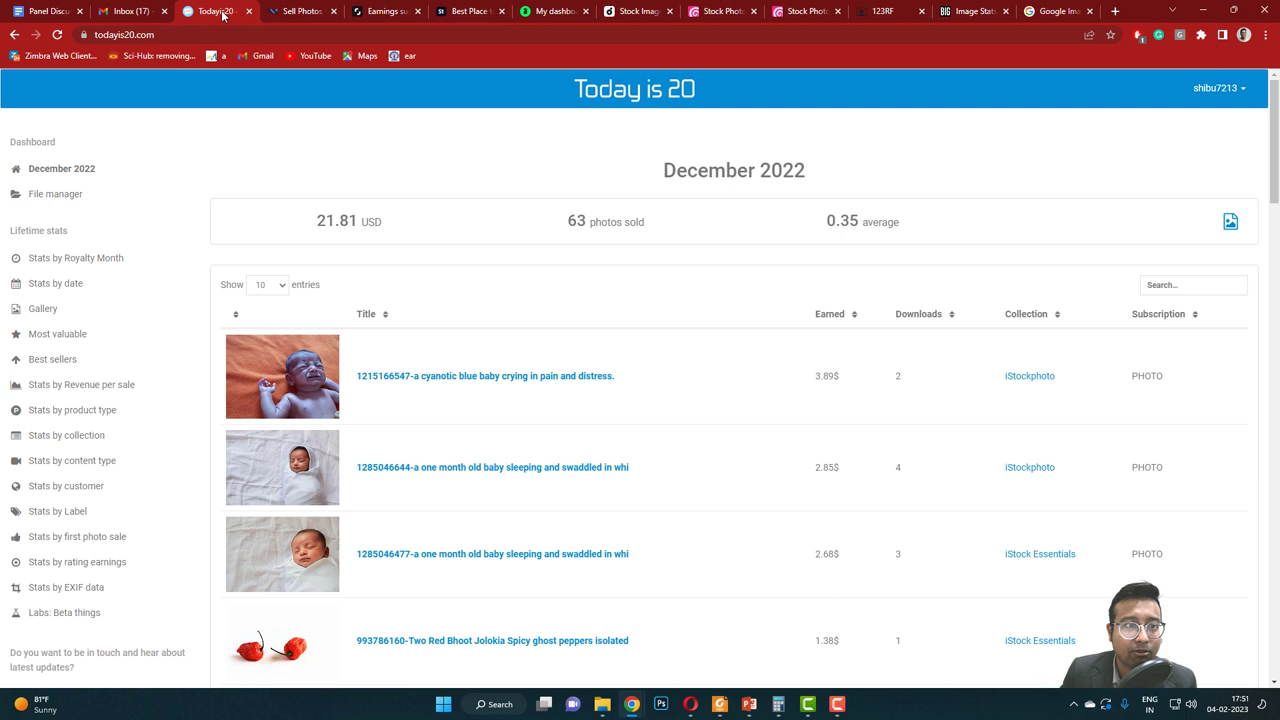 Docum Inbox (17) - Todayis20 - Sell Photos Earnings su Best Place My dashbo Stock Imag Stock Phot Stock Phot 123RF BIG Image Stats Google Ima
todayis20.com
Zimbra Web Client... Sci-Hub: removing... a Gmail YouTube Maps ear
Today is 20
shibu7213
Dashboard
December 2022
File manager
Lifetime stats
Stats by Royalty Month
Stats by date
Gallery
Most valuable
Best sellers
Stats by Revenue per sale
Stats by product type
Stats by collection
Stats by content type
Stats by customer
Stats by Label
Stats by first photo sale
Stats by rating earnings
Stats by EXIF data
Labs: Beta things
Do you want to be in touch and hear about
latest updates?
December 2022
21.81 USD 63 photos sold 0.35 average
Show 10 entries Search...
Title Earned Downloads Collection Subscription
1215166547-a cyanotic blue baby crying in pain and distress. 3.89$ 2 iStockphoto PHOTO
1285046644-a one month old baby sleeping and swaddled in whi 2.85$ 4 iStockphoto PHOTO
1285046477-a one month old baby sleeping and swaddled in whi 2.68$ 3 iStock Essentials PHOTO
993786160-Two Red Bhoot Jolokia Spicy ghost peppers isolated 1.38$ 1 iStock Essentials
81°F
Sunny
Search
ENG
IN
17:51
04-02-2023